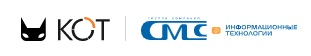 КОТ
ГРУППА КОМПАНИЙ
СМС
ИНФОРМАЦИОННЫЕ
ТЕХНОЛОГИИ